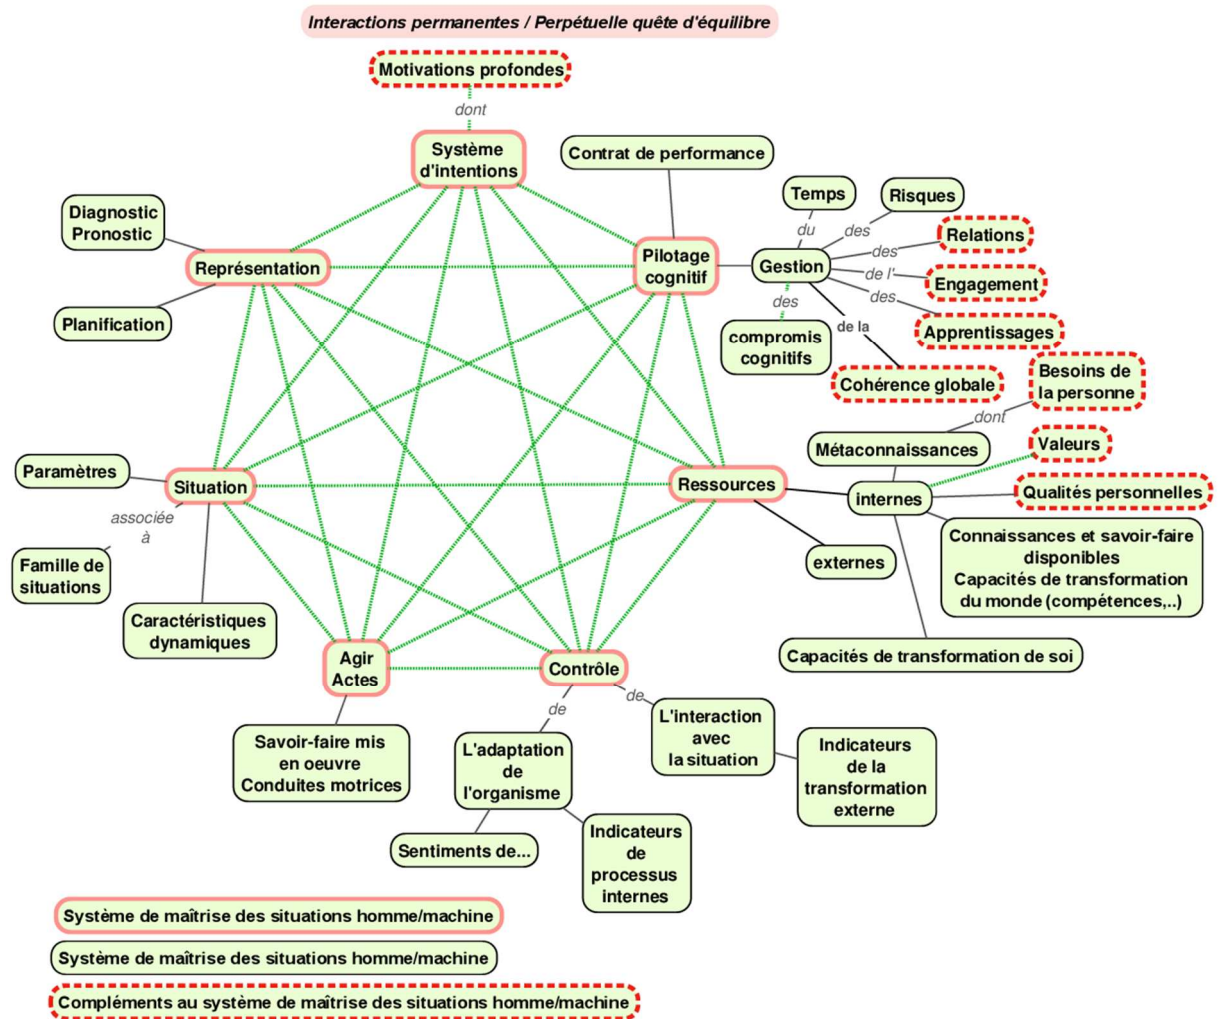 Interactions permanentes / Perpétuelle quête d'équilibre
Motivations profondes
dont
Système
d'intentions
Contrat de performance
Diagnostic
Pronostic
Représentation
Planification
Pilotage
cognitif
Temps
du
Risques
des
Relations
des
Gestion
de l'
Engagement
des
Apprentissages
des
compromis
cognitifs
de la
Cohérence globale
Besoins de
la personne
dont
Métaconnaissances
Valeurs
Paramètres
Situation
associée
à
Famille de
situations
Caractéristiques
dynamiques
Ressources
internes
Qualités personnelles
Connaissances et savoir-faire
disponibles
Capacités de transformation
du monde (compétences,..)
externes
Capacités de transformation de soi
Agir
Actes
Savoir-faire mis
en oeuvre
Conduites motrices
Contrôle
de
de
L'adaptation
de
l'organisme
L'interaction
avec
la situation
Indicateurs
de la
transformation
externe
Sentiments de...
Indicateurs
de
processus
internes
Système de maîtrise des situations homme/machine
Système de maîtrise des situations homme/machine
Compléments au système de maîtrise des situations homme/machine